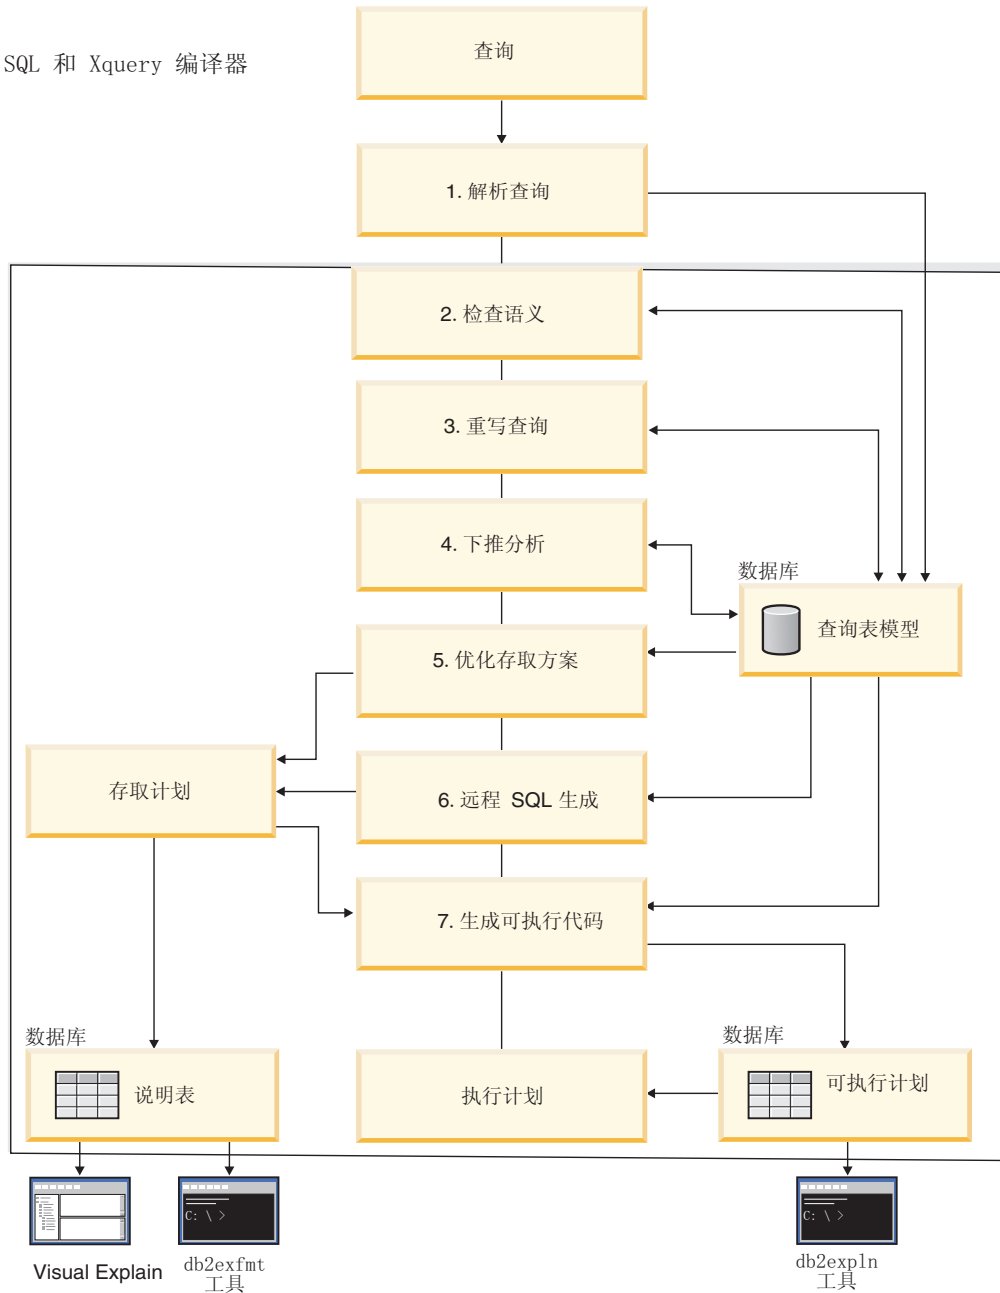 SQL 和 Xquery 编译器
查询
1. 解析查询
2. 检查语义
3. 重写查询
4. 下推分析
数据库
查询表模型
5. 优化存取方案
存取计划
6. 远程 SQL 生成
7. 生成可执行代码
数据库
说明表
执行计划
数据库
可执行计划
C: \ >
C: \ >
Visual Explain
db2exfmt
工具
db2expln
工具